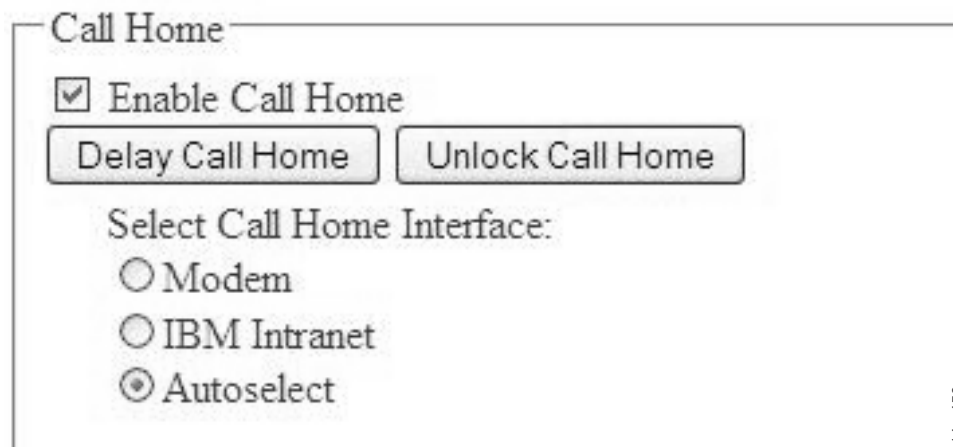 Call Home
Enable Call Home
Delay Call Home Unlock Call Home
Select Call Home Interface:
Modem
IBM Intranet
Autoselect